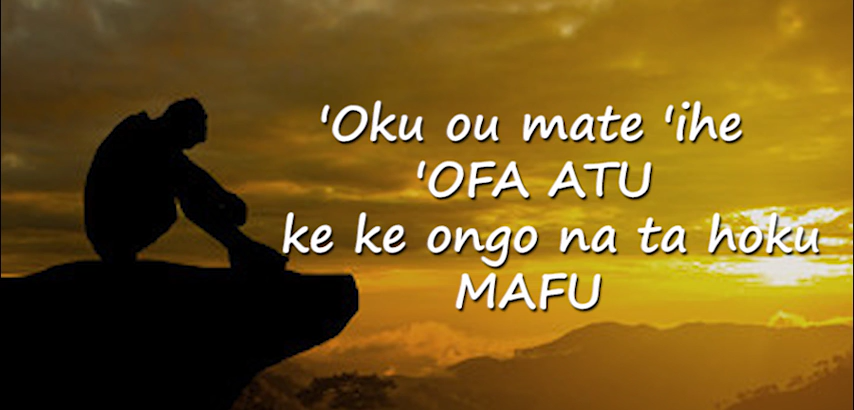 'Oku ou mate 'ihe
'OFA ATU
ke ke ongo na ta hoku
MAFU